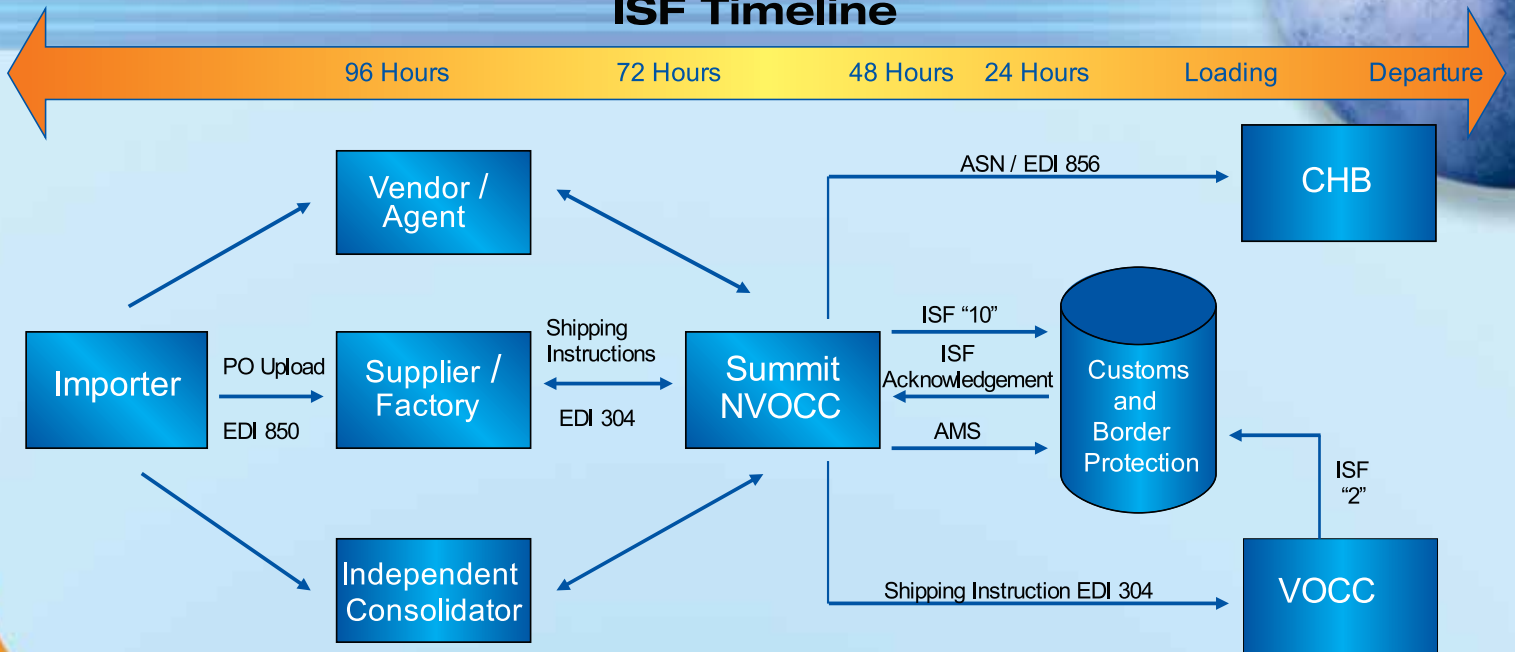 ISF Timeline
96 Hours
72 Hours
48 Hours
24 Hours
Loading
Departure
Vendor /
Agent
ASN / EDI 856
CHB
Importer
PO Upload
EDI 850
Supplier /
Factory
Shipping
Instructions
EDI 304
Summit
NVOCC
ISF “10”
ISF
Acknowledgement
AMS
Customs
and
Border
Protection
ISF
“2”
Independent
Consolidator
Shipping Instruction EDI 304
VOCC